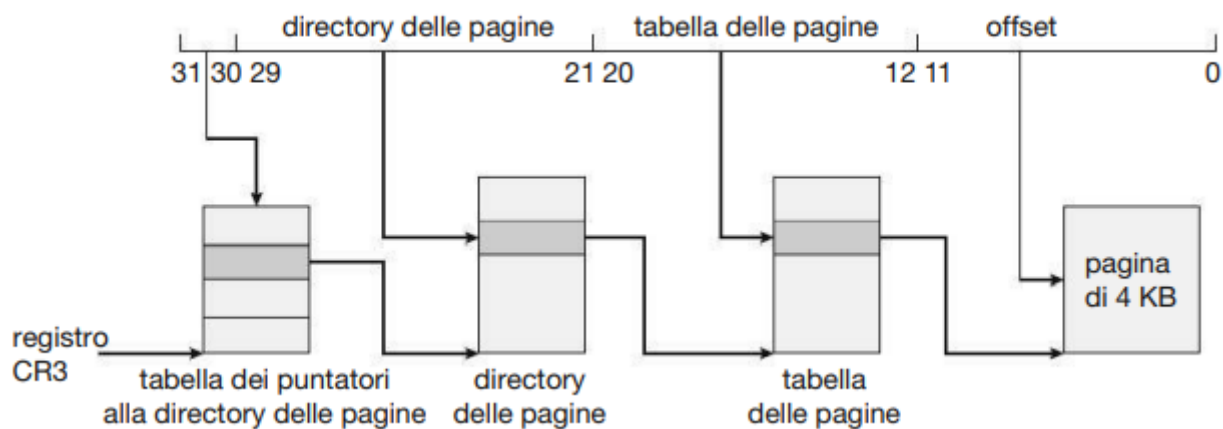 directory delle pagine tabella delle pagine offset
31 30 29 21 20 12 11 0
pagina
di 4 KB
registro
CR3
tabella dei puntatori
alla directory delle pagine
directory
delle pagine
tabella
delle pagine